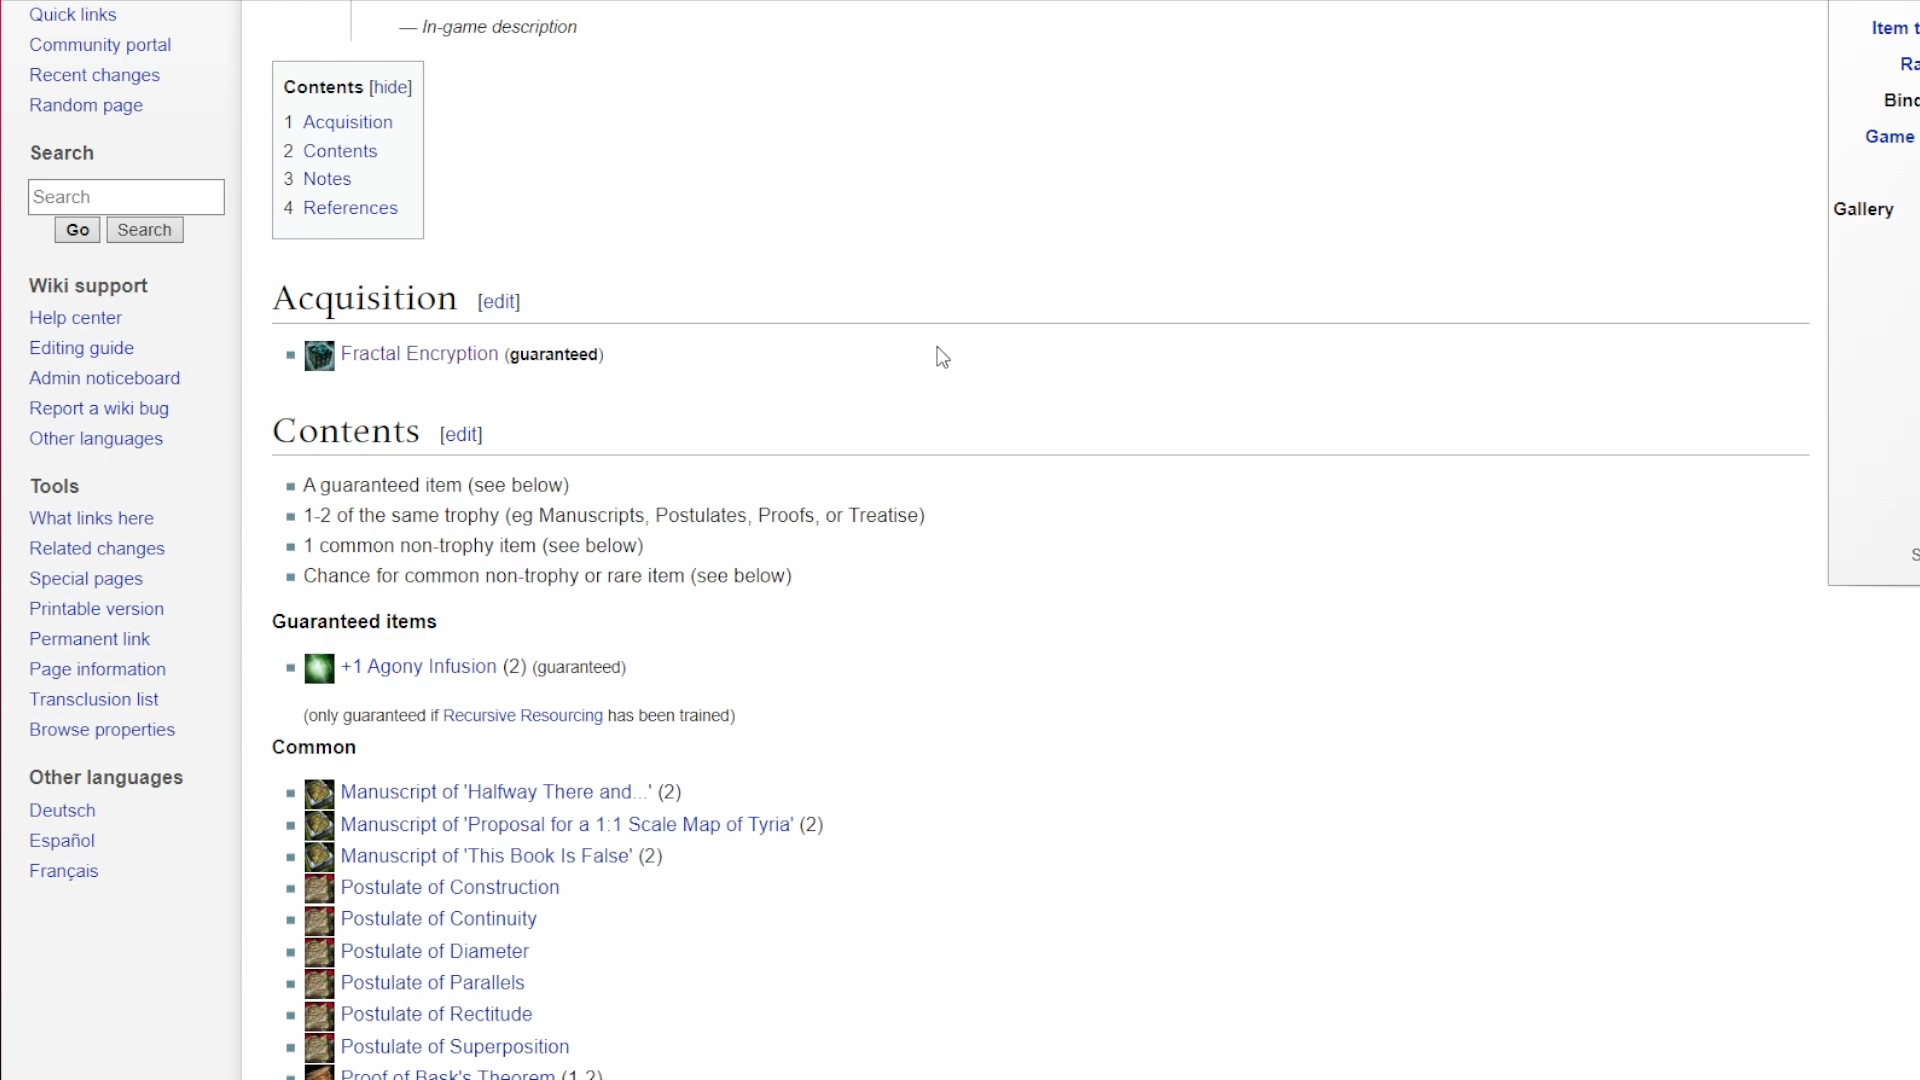 Quick links
Community portal
Recent changes
Random page
Search
Search
Go Search
Wiki support
Help center
Editing guide
Admin noticeboard
Report a wiki bug
Other languages
Tools
What links here
Related changes
Special pages
Printable version
Permanent link
Page information
Transclusion list
Browse properties
Other languages
Deutsch
Español
Français
— In-game description
Contents [hide]
1 Acquisition
2 Contents
3 Notes
4 References
Acquisition [edit]
Fractal Encryption (guaranteed)
Contents [edit]
A guaranteed item (see below)
1-2 of the same trophy (eg Manuscripts, Postulates, Proofs, or Treatise)
1 common non-trophy item (see below)
Chance for common non-trophy or rare item (see below)
Guaranteed items
+1 Agony Infusion (2) (guaranteed)
(only guaranteed if Recursive Resourcing has been trained)
Common
Manuscript of 'Halfway There and...' (2)
Manuscript of 'Proposal for a 1:1 Scale Map of Tyria' (2)
Manuscript of 'This Book Is False' (2)
Postulate of Construction
Postulate of Continuity
Postulate of Diameter
Postulate of Parallels
Postulate of Rectitude
Postulate of Superposition
Proof of Bask's Theorem (1-2)
Item
Game
Gallery